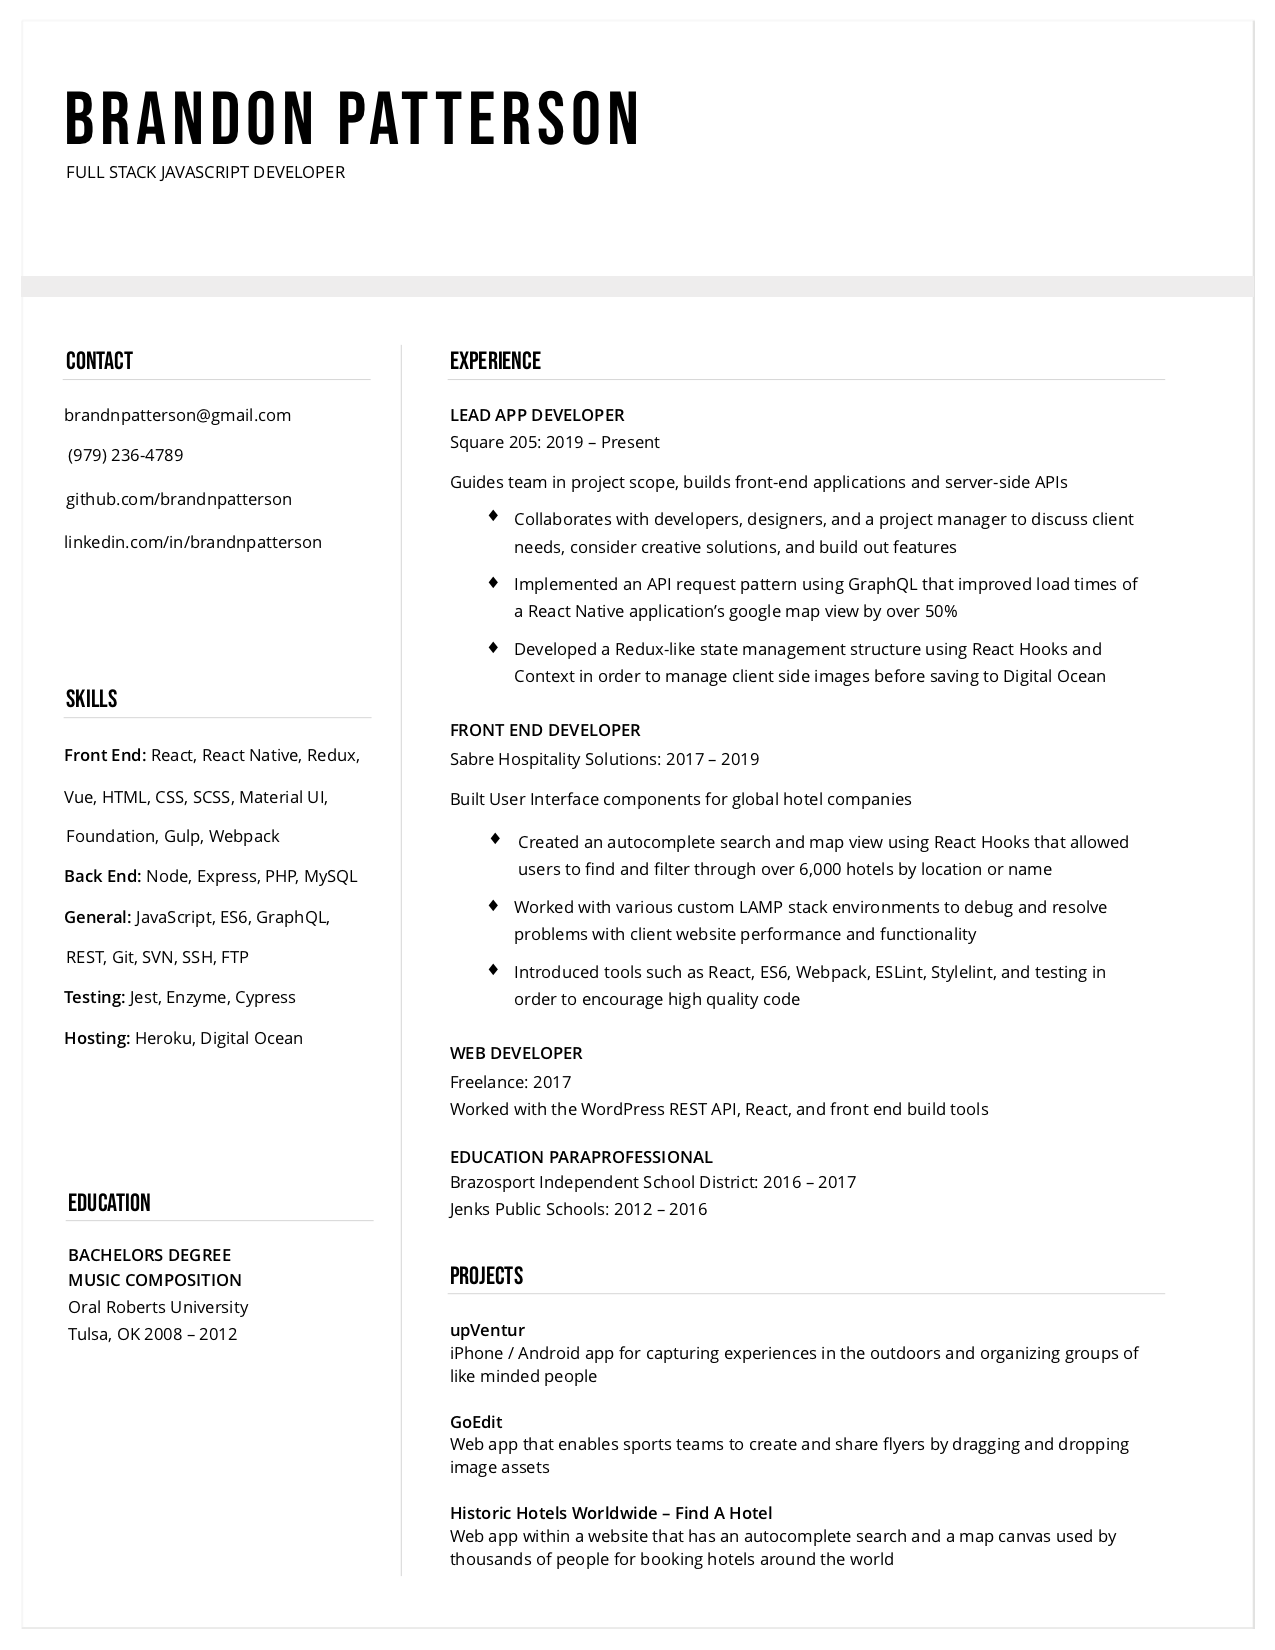 BRANDON PATTERSON
FULL STACK JAVASCRIPT DEVELOPER
CONTACT
brandnpatterson@gmail.com
(979) 236-4789
github.com/brandnpatterson
linkedin.com/in/brandnpatterson
SKILLS
Front End: React, React Native, Redux,
Vue, HTML, CSS, SCSS, Material UI,
Foundation, Gulp, Webpack
Back End: Node, Express, PHP, MySQL
General: JavaScript, ES6, GraphQL,
REST, Git, SVN, SSH, FTP
Testing: Jest, Enzyme, Cypress
Hosting: Heroku, Digital Ocean
EDUCATION
BACHELORS DEGREE
MUSIC COMPOSITION
Oral Roberts University
Tulsa, OK 2008 – 2012
EXPERIENCE
LEAD APP DEVELOPER
Square 205: 2019 – Present
Guides team in project scope, builds front-end applications and server-side APIs
♦ Collaborates with developers, designers, and a project manager to discuss client
needs, consider creative solutions, and build out features
♦ Implemented an API request pattern using GraphQL that improved load times of
a React Native application’s google map view by over 50%
♦ Developed a Redux-like state management structure using React Hooks and
Context in order to manage client side images before saving to Digital Ocean
FRONT END DEVELOPER
Sabre Hospitality Solutions: 2017 – 2019
Built User Interface components for global hotel companies
♦ Created an autocomplete search and map view using React Hooks that allowed
users to find and filter through over 6,000 hotels by location or name
♦ Worked with various custom LAMP stack environments to debug and resolve
problems with client website performance and functionality
♦ Introduced tools such as React, ES6, Webpack, ESLint, Stylelint, and testing in
order to encourage high quality code
WEB DEVELOPER
Freelance: 2017
Worked with the WordPress REST API, React, and front end build tools
EDUCATION PARAPROFESSIONAL
Brazosport Independent School District: 2016 – 2017
Jenks Public Schools: 2012 – 2016
PROJECTS
upVentur
iPhone / Android app for capturing experiences in the outdoors and organizing groups of
like minded people
GoEdit
Web app that enables sports teams to create and share flyers by dragging and dropping
image assets
Historic Hotels Worldwide – Find A Hotel
Web app within a website that has an autocomplete search and a map canvas used by
thousands of people for booking hotels around the world